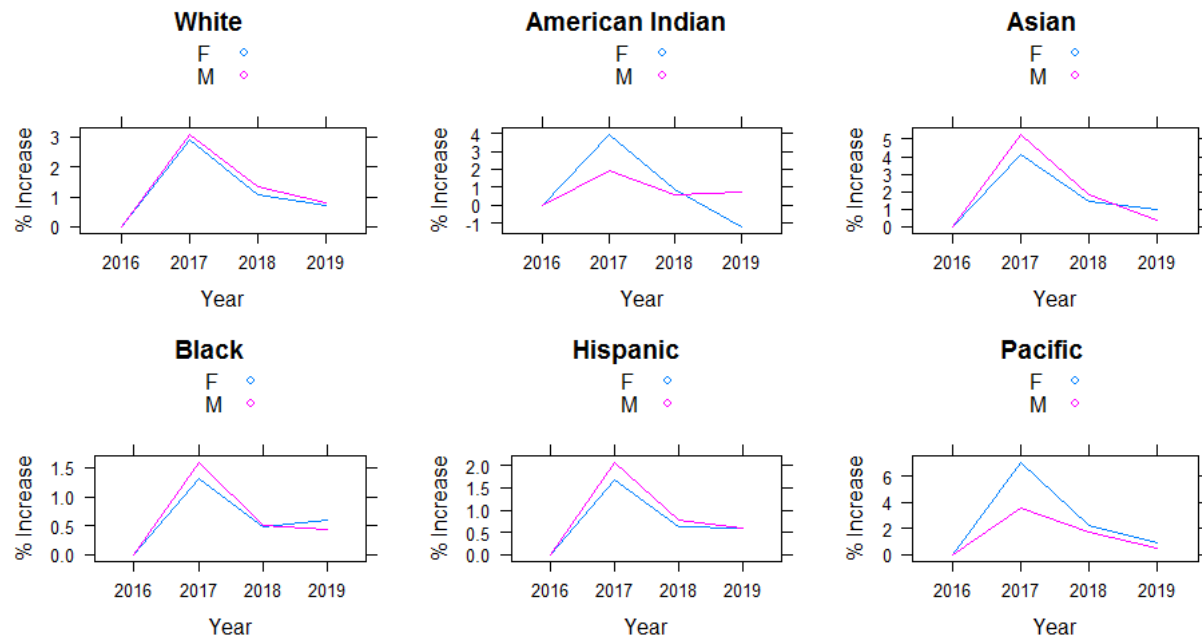 White
F
M
% Increase
3
2
1
0
2016 2017 2018 2019
Year
American Indian
F
M
% Increase
4
3
2
1
0
-1
2016 2017 2018 2019
Year
Asian
F
M
% Increase
5
4
3
2
1
0
2016 2017 2018 2019
Year
Black
F
M
% Increase
1.5
1.0
0.5
0.0
2016 2017 2018 2019
Year
Hispanic
F
M
% Increase
2.0
1.5
1.0
0.5
0.0
2016 2017 2018 2019
Year
Pacific
F
M
% Increase
6
4
2
0
2016 2017 2018 2019
Year